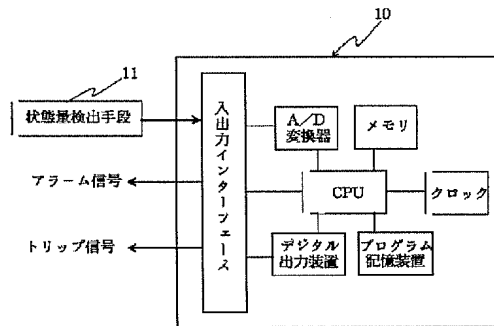 10
11
状態量検出手段
アラーム信号
トリップ信号
入出力インターフェース
A/D
変換器
メモリ
CPU
クロック
デジタル
出力装置
プログラム
記憶装置